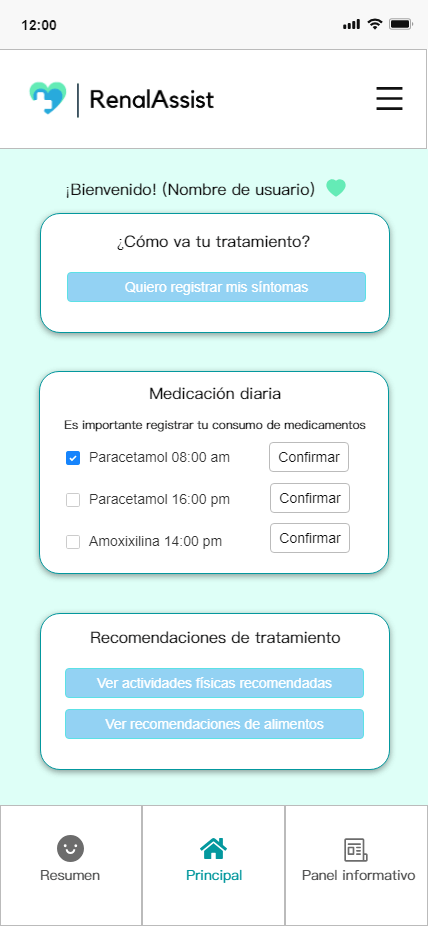 12:00
RenalAssist
¡Bienvenido! (Nombre de usuario)
¿Cómo va tu tratamiento?
Quiero registrar mis síntomas
Medicación diaria
Es importante registrar tu consumo de medicamentos
Paracetamol 08:00 am Confirmar
Paracetamol 16:00 pm Confirmar
Amoxixilina 14:00 pm Confirmar
Recomendaciones de tratamiento
Ver actividades físicas recomendadas
Ver recomendaciones de alimentos
Resumen Principal Panel informativo